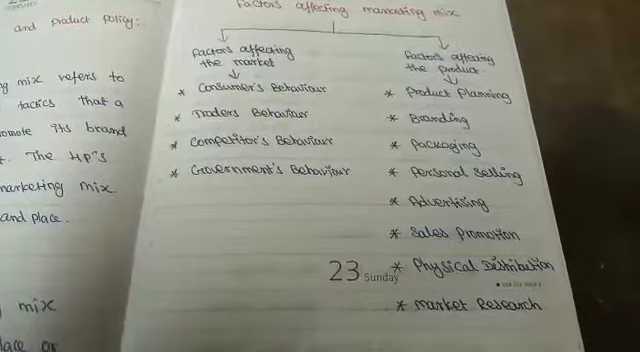 and product policy:
mix refers to
tactics that a
its brand
The
marketing mix
and place.
mix
or
Factors affecting marketing mix
Factors affecting
the market
* Consumer's Behaviour
* Traders Behaviour
* Competitor's Behaviour
* Government's Behaviour
Factors affecting
the product
* Product Planning
* Branding
* Packaging
* Personal Selling
* Advertising
* Sales Promotion
* Physical Distribution
* Market Research
23 Sunday